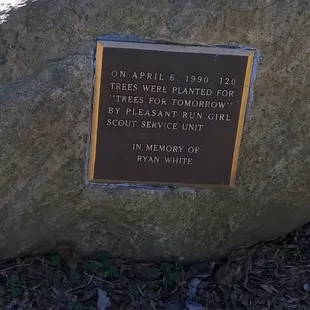 ON APRIL 6, 1990, 120
TREES WERE PLANTED FOR
"TREES FOR TOMORROW"
BY PLEASANT RUN GIRL
SCOUT SERVICE UNIT
IN MEMORY OF
RYAN WHITE